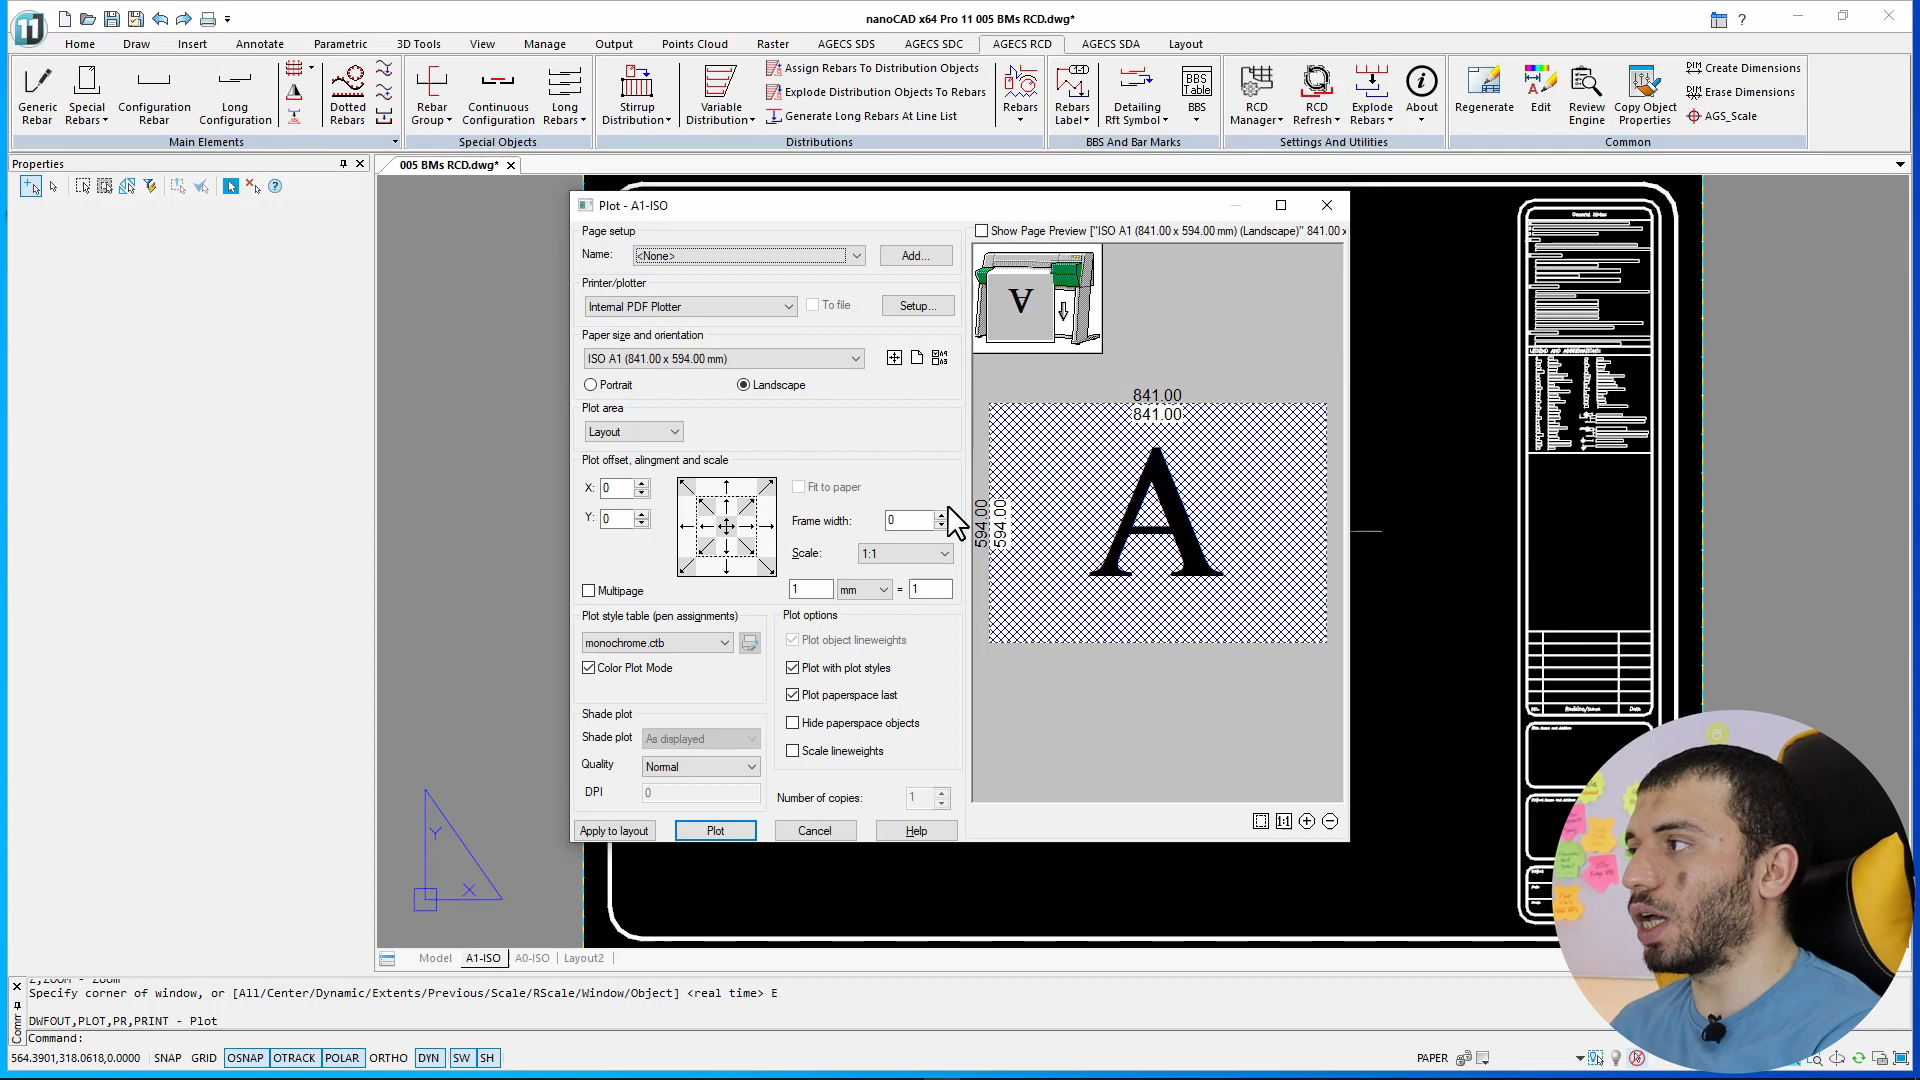 nanoCAD x64 Pro 11 005 BMs RCD.dwg*
Home Draw Insert Annotate Parametric 3D Tools View Manage Output Points Cloud Raster AGECS SDS AGECS SDC AGECS RCD AGECS SDA Layout
Generic Rebar
Special Rebars
Configuration Rebar
Long Configuration
Dotted Rebars
Main Elements
Rebar Group
Continuous Configuration
Long Rebars
Special Objects
Stirrup Distribution
Variable Distribution
Assign Rebars To Distribution Objects
Explode Distribution Objects To Rebars
Generate Long Rebars At Line List
Rebars
Distributions
Rebars Label
Detailing Rft Symbol
BBS Table
BBS
BBS And Bar Marks
RCD Manager
RCD Refresh
Explode Rebars
About
Settings And Utilities
Regenerate
Edit
Review Engine
Copy Object Properties
DIM Create Dimensions
DIM Erase Dimensions
AGS_Scale
Common
Properties
005 BMs RCD.dwg*
Plot - A1-ISO
Page setup
Name: <None> Add...
Printer/plotter
Internal PDF Plotter To file Setup...
Paper size and orientation
ISO A1 (841.00 x 594.00 mm)
Portrait Landscape
Plot area
Layout
Plot offset, alingment and scale
X: 0
Y: 0
Fit to paper
Frame width: 0
Scale: 1:1
1 mm = 1
Multipage
Plot style table (pen assignments)
monochrome.ctb
Color Plot Mode
Shade plot
Shade plot As displayed
Quality Normal
DPI 0
Plot options
Plot object lineweights
Plot with plot styles
Plot paperspace last
Hide paperspace objects
Scale lineweights
Number of copies: 1
Apply to layout Plot Cancel Help
Show Page Preview ["ISO A1 (841.00 x 594.00 mm) (Landscape)" 841.00 x
A
841.00
841.00
594.00
594.00
A
1:1
General Notes
Y
X
Model A1-ISO A0-ISO Layout2
Z,ZOOM - Zoom
Specify corner of window, or [All/Center/Dynamic/Extents/Previous/Scale/RScale/Window/Object] <real time> E
DWFOUT,PLOT,PR,PRINT - Plot
Command:
564.3901,318.0618,0.0000 SNAP GRID OSNAP OTRACK POLAR ORTHO DYN SW SH
PAPER